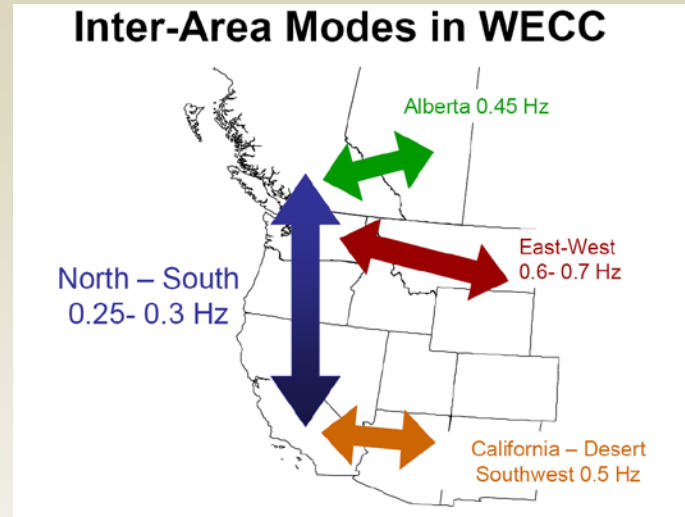 Inter-Area Modes in WECC
Alberta 0.45 Hz
East-West
0.6- 0.7 Hz
North – South
0.25- 0.3 Hz
California – Desert
Southwest 0.5 Hz